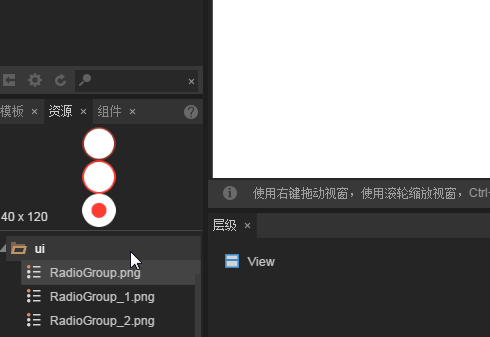 模板 × 资源 × 组件 ×
40 x 120
ui
RadioGroup.png
RadioGroup_1.png
RadioGroup_2.png
使用右键拖动视窗，使用滚轮缩放视窗，Ctrl-
层级 ×
View